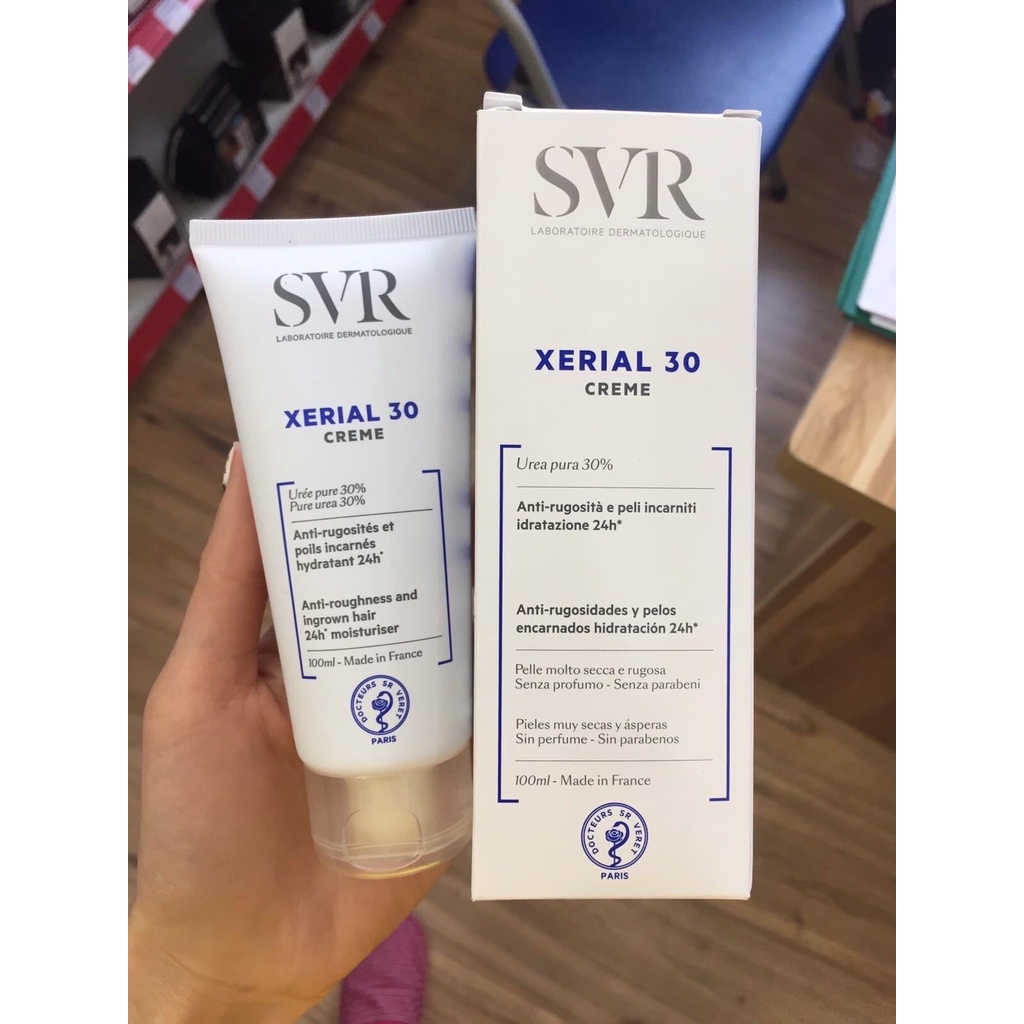 SVR
LABORATOIRE DERMATOLOGIQUE
XERIAL 30
CREME
Urée pure 30%
Pure urea 30%
Anti-rugosités et
poils incarnés
hydratant 24h*
Anti-roughness and
ingrown hair
24h* moisturiser
100ml - Made in France
DOCTEURS SR VERET
PARIS
SVR
LABORATOIRE DERMATOLOGIQUE
XERIAL 30
CREME
Urea pura 30%
Anti-rugosità e peli incarniti
idratazione 24h*
Anti-rugosidades y pelos
encarnados hidratación 24h*
Pelle molto secca e rugosa
Senza profumo - Senza parabeni
Pieles muy secas y ásperas
Sin perfume - Sin parabenos
100ml - Made in France
DOCTEURS SR VERET
PARIS